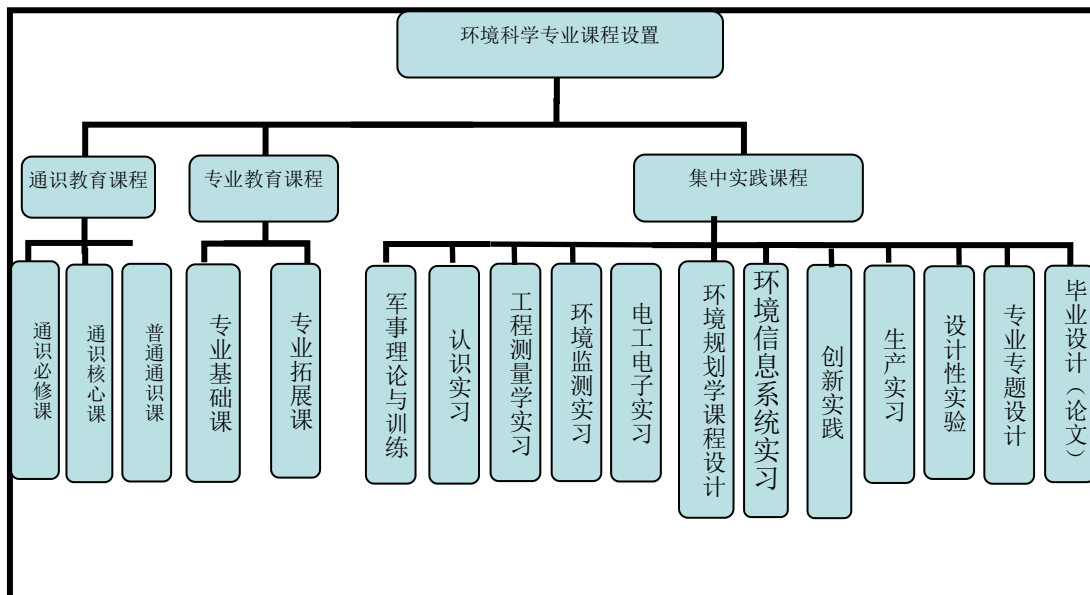 环境科学专业课程设置
通识教育课程
专业教育课程
集中实践课程
通识必修课
通识核心课
普通通识课
专业基础课
专业拓展课
军事理论与训练
认识实习
工程测量学实习
环境监测实习
电工电子实习
环境规划学课程设计
环境信息系统实习
创新实践
生产实习
设计性实验
专业专题设计
毕业设计（论文）